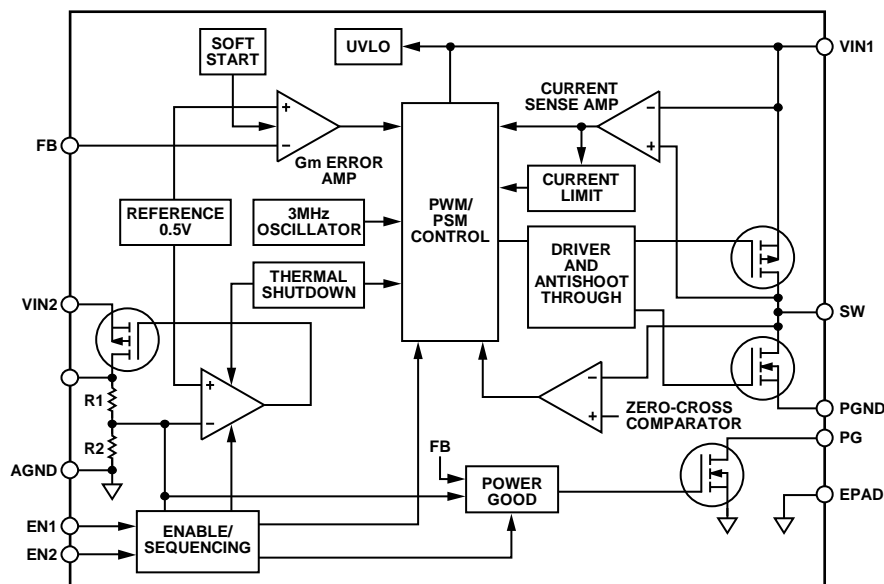 SOFT
START
UVLO
VIN1
CURRENT
SENSE AMP
+
−
−
+
FB
Gm ERROR
AMP
CURRENT
LIMIT
REFERENCE
0.5V
3MHz
OSCILLATOR
PWM/
PSM
CONTROL
DRIVER
AND
ANTISHOOT
THROUGH
THERMAL
SHUTDOWN
VIN2
SW
R1
+
−
−
+
ZERO-CROSS
COMPARATOR
PGND
R2
FB
PG
AGND
POWER
GOOD
EPAD
EN1
EN2
ENABLE/
SEQUENCING